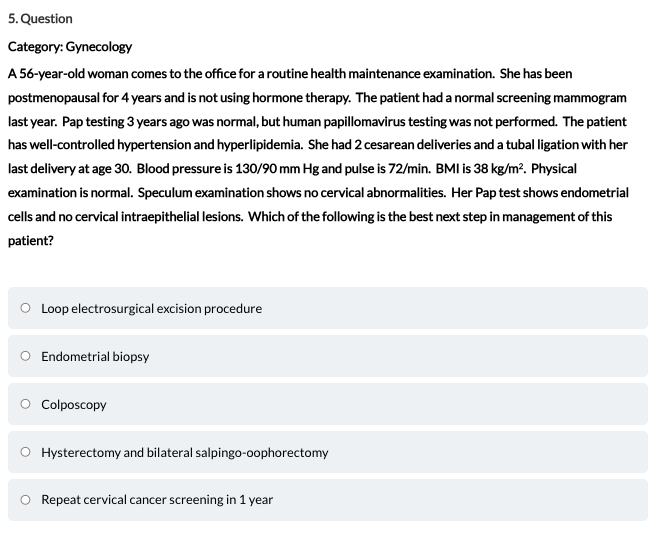 5. Question
Category: Gynecology
A 56-year-old woman comes to the office for a routine health maintenance examination. She has been
postmenopausal for 4 years and is not using hormone therapy. The patient had a normal screening mammogram
last year. Pap testing 3 years ago was normal, but human papillomavirus testing was not performed. The patient
has well-controlled hypertension and hyperlipidemia. She had 2 cesarean deliveries and a tubal ligation with her
last delivery at age 30. Blood pressure is 130/90 mm Hg and pulse is 72/min. BMI is 38 kg/m². Physical
examination is normal. Speculum examination shows no cervical abnormalities. Her Pap test shows endometrial
cells and no cervical intraepithelial lesions. Which of the following is the best next step in management of this
patient?
Loop electrosurgical excision procedure
Endometrial biopsy
Colposcopy
Hysterectomy and bilateral salpingo-oophorectomy
Repeat cervical cancer screening in 1 year